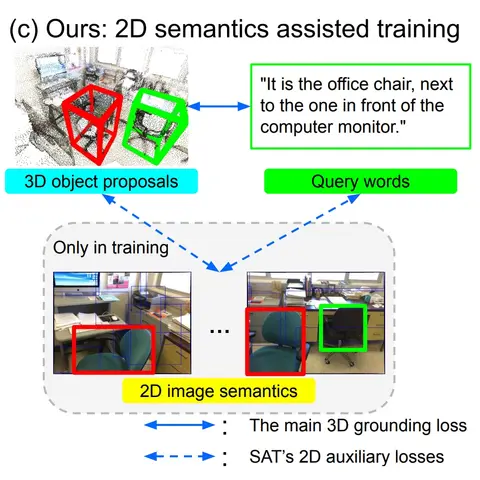 (c) Ours: 2D semantics assisted training
"It is the office chair, next
to the one in front of the
computer monitor."
3D object proposals
Query words
Only in training
...
2D image semantics
: The main 3D grounding loss
: SAT's 2D auxiliary losses